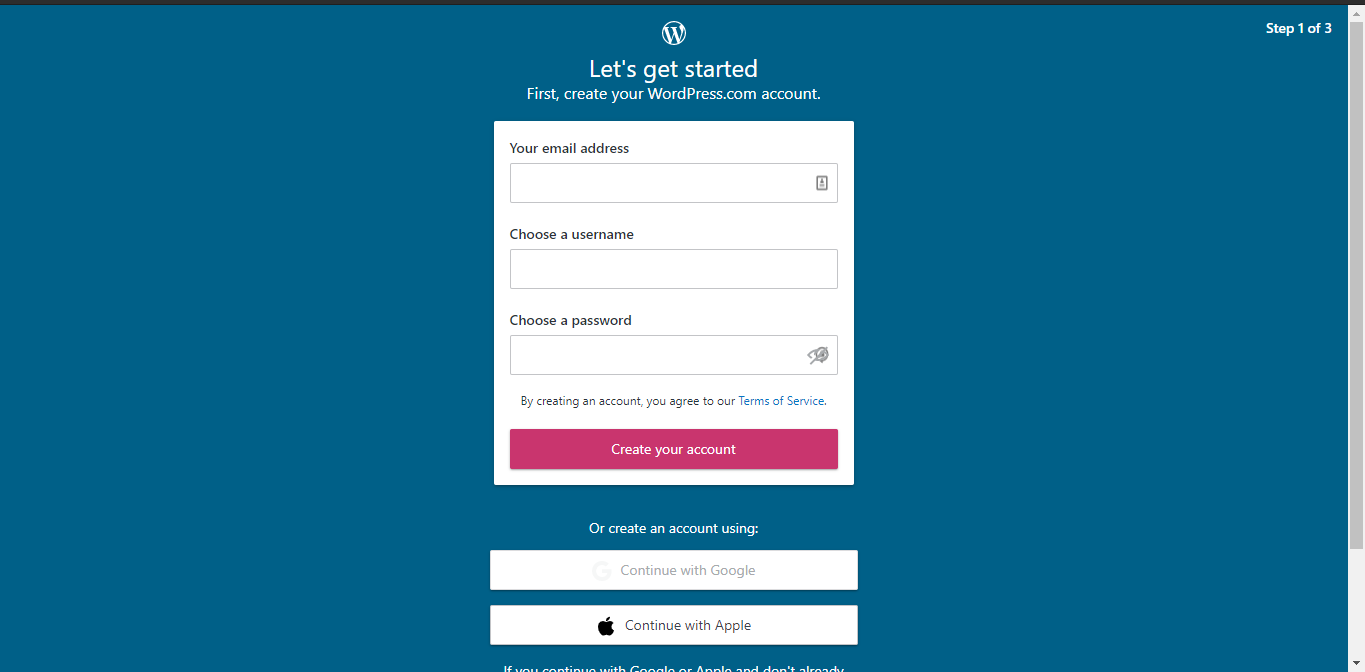 Step 1 of 3
Let's get started
First, create your WordPress.com account.
Your email address
Choose a username
Choose a password
By creating an account, you agree to our Terms of Service.
Create your account
Or create an account using:
Continue with Google
Continue with Apple
If you continue with Google or Apple and don't already